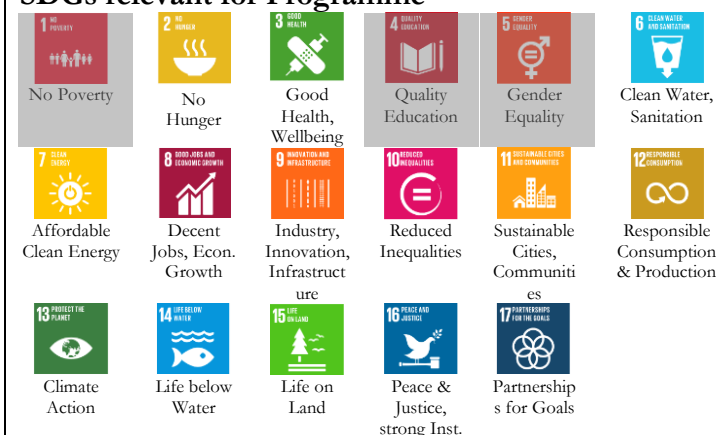 SDGs relevant for Programme
1 NO
POVERTY
No Poverty
2 NO
HUNGER
No
Hunger
3 GOOD
HEALTH
Good
Health,
Wellbeing
4 QUALITY
EDUCATION
Quality
Education
5 GENDER
EQUALITY
Gender
Equality
6 CLEAN WATER
AND SANITATION
Clean Water,
Sanitation
7 CLEAN
ENERGY
Affordable
Clean Energy
8 GOOD JOBS AND
ECONOMIC GROWTH
Decent
Jobs, Econ.
Growth
9 INNOVATION AND
INFRASTRUCTURE
Industry,
Innovation,
Infrastruct
ure
10 REDUCED
INEQUALITIES
Reduced
Inequalities
11 SUSTAINABLE CITIES
AND COMMUNITIES
Sustainable
Cities,
Communiti
es
12 RESPONSIBLE
CONSUMPTION
Responsible
Consumption
& Production
13 PROTECT THE
PLANET
Climate
Action
14 LIFE BELOW
WATER
Life below
Water
15 LIFE
ON LAND
Life on
Land
16 PEACE AND
JUSTICE
Peace &
Justice,
strong Inst.
17 PARTNERSHIPS
FOR THE GOALS
Partnership
s for Goals